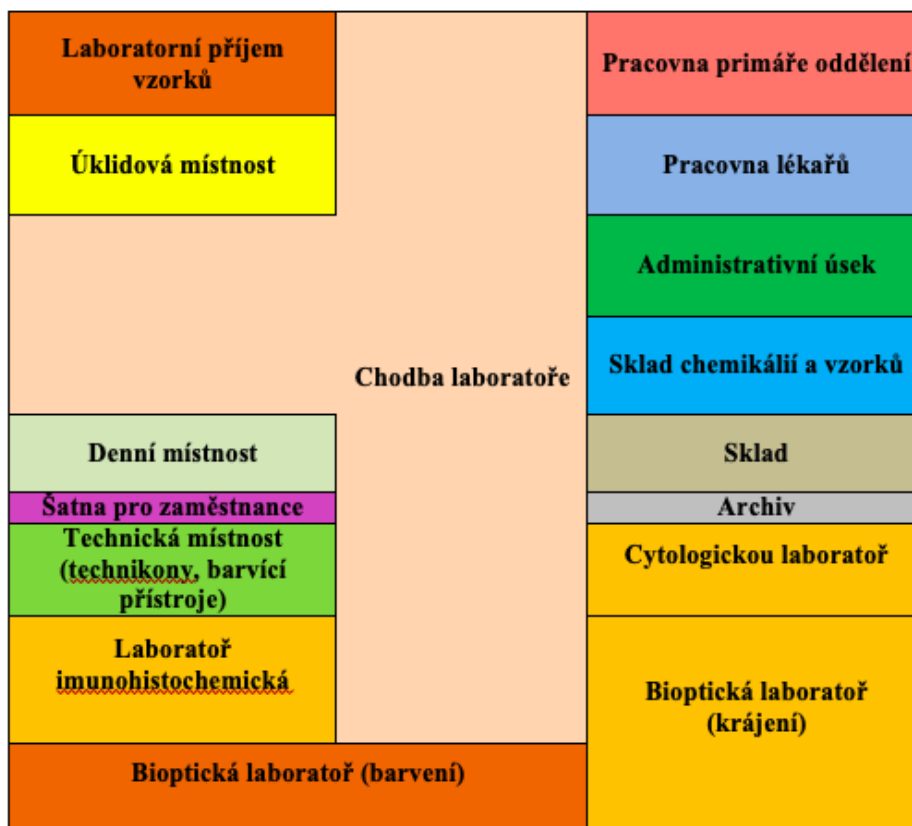 Laboratorní příjem
vzorků
Pracovna primáře oddělení
Úklidová místnost
Pracovna lékařů
Administrativní úsek
Chodba laboratoře
Sklad chemikálií a vzorků
Denní místnost
Sklad
Šatna pro zaměstnance
Archiv
Technická místnost
(technikony, barvící
přístroje)
Cytologickou laboratoř
Laboratoř
imunohistochemická
Bioptická laboratoř
(krájení)
Bioptická laboratoř (barvení)